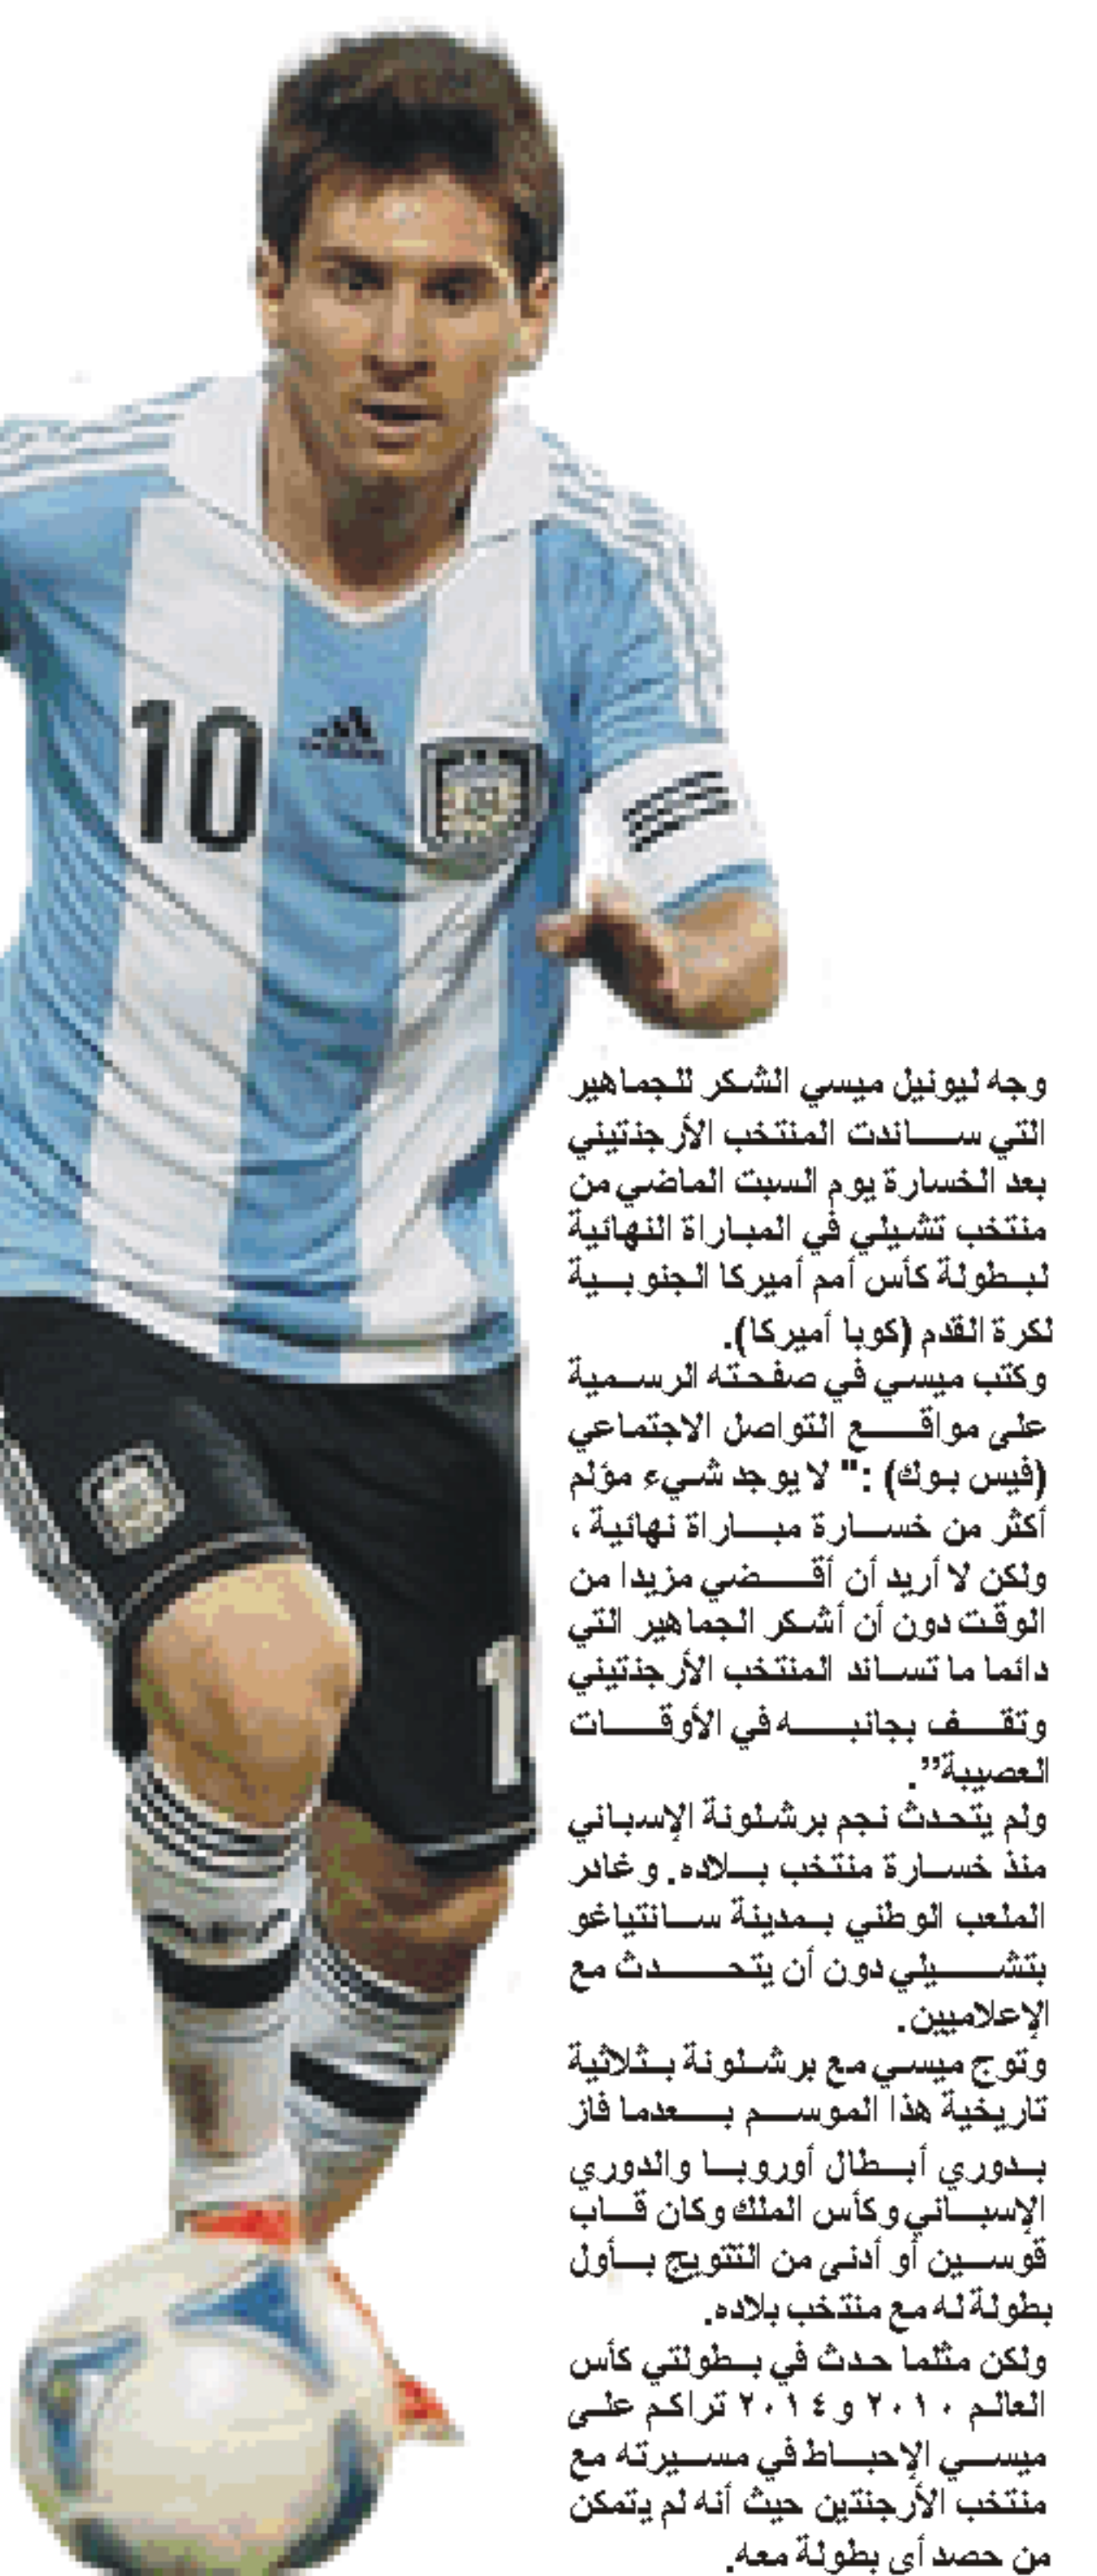 10
1
وجه ليونيل ميسي الشكر للجماهير
التي ساندت المنتخب الأرجنتيني
بعد الخسارة يوم السبت الماضي من
منتخب تشيلي في المباراة النهائية
لبطولة كأس أمم أميركا الجنوبية
لكرة القدم (كوبا أميركا).
وكتب ميسي في صفحته الرسمية
على مواقع التواصل الاجتماعي
(فيس بوك) :" لا يوجد شيء مؤلم
أكثر من خسارة مباراة نهائية ،
ولكن لا أريد أن أقضي مزيدا من
الوقت دون أن أشكر الجماهير التي
دائما ما تساند المنتخب الأرجنتيني
وتقف بجانبه في الأوقات
العصيبة”.
ولم يتحدث نجم برشلونة الإسباني
منذ خسارة منتخب بلاده. وغادر
الملعب الوطني بمدينة سانتياغو
بتشيلي دون أن يتحدث مع
الإعلاميين.
وتوج ميسي مع برشلونة بثلاثية
تاريخية هذا الموسم بعدما فاز
بدوري أبطال أوروبا والدوري
الإسباني وكأس الملك وكان قاب
قوسين أو أدنى من التتويج بأول
بطولة له مع منتخب بلاده.
ولكن مثلما حدث في بطولتي كأس
العالم ٢٠١٠ و٢٠١٤ تراكم على
ميسي الإحباط في مسيرته مع
منتخب الأرجنتين حيث أنه لم يتمكن
من حصد أي بطولة معه.